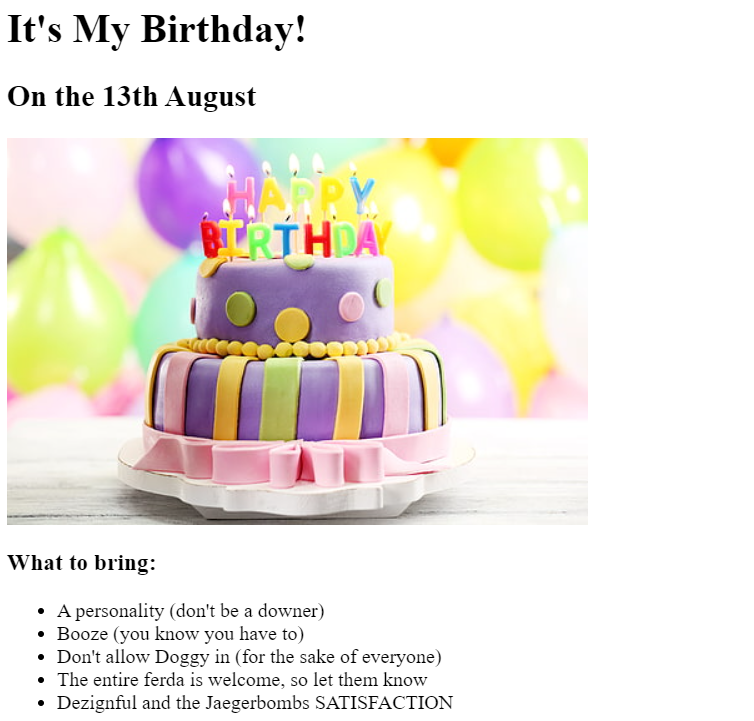 It's My Birthday!
On the 13th August
HAPPY
BIRTHDAY
What to bring:
A personality (don't be a downer)
Booze (you know you have to)
Don't allow Doggy in (for the sake of everyone)
The entire ferda is welcome, so let them know
Dezignful and the Jaegerbombs SATISFACTION